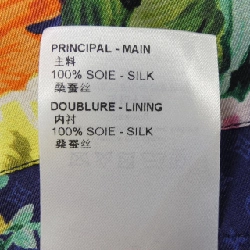 PRINCIPAL - MAIN
主料
100% SOIE - SILK
桑蚕丝
DOUBLURE - LINING
内衬
100% SOIE - SILK
桑蚕丝